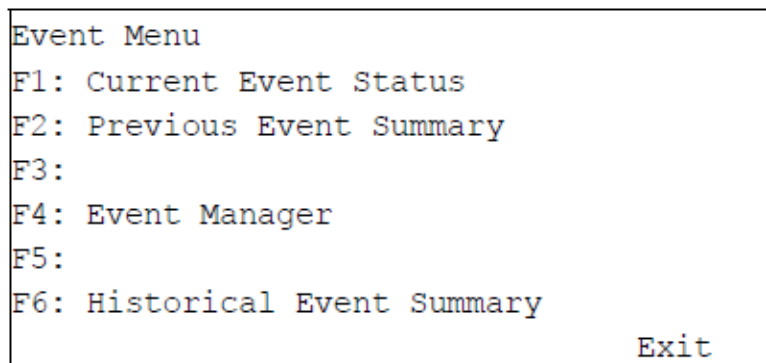 Event Menu
F1: Current Event Status
F2: Previous Event Summary
F3:
F4: Event Manager
F5:
F6: Historical Event Summary
Exit